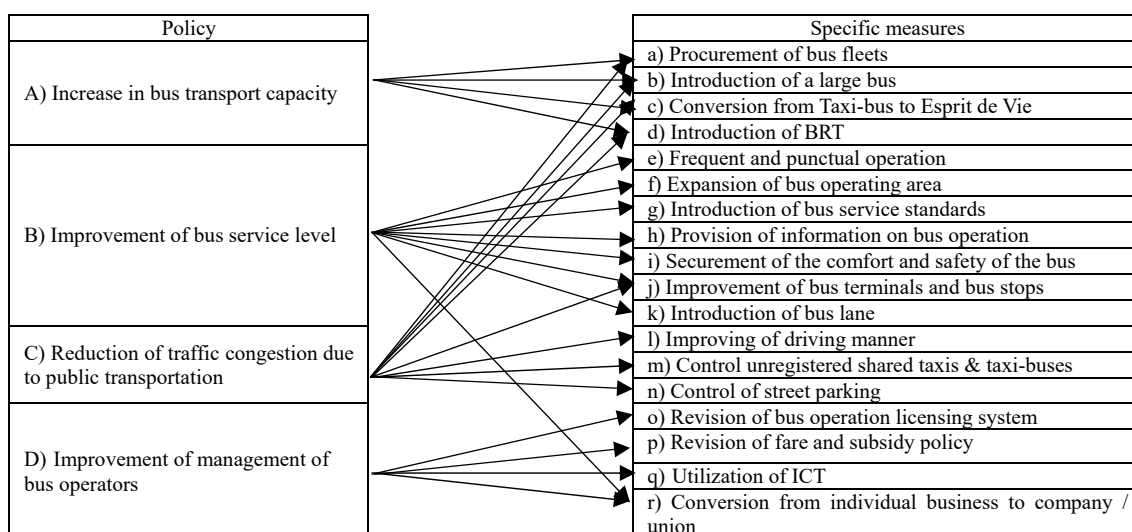 Policy
A) Increase in bus transport capacity
B) Improvement of bus service level
C) Reduction of traffic congestion due
to public transportation
D) Improvement of management of
bus operators
Specific measures
a) Procurement of bus fleets
b) Introduction of a large bus
c) Conversion from Taxi-bus to Esprit de Vie
d) Introduction of BRT
e) Frequent and punctual operation
f) Expansion of bus operating area
g) Introduction of bus service standards
h) Provision of information on bus operation
i) Securement of the comfort and safety of the bus
j) Improvement of bus terminals and bus stops
k) Introduction of bus lane
l) Improving of driving manner
m) Control unregistered shared taxis & taxi-buses
n) Control of street parking
o) Revision of bus operation licensing system
p) Revision of fare and subsidy policy
q) Utilization of ICT
r) Conversion from individual business to company /
union